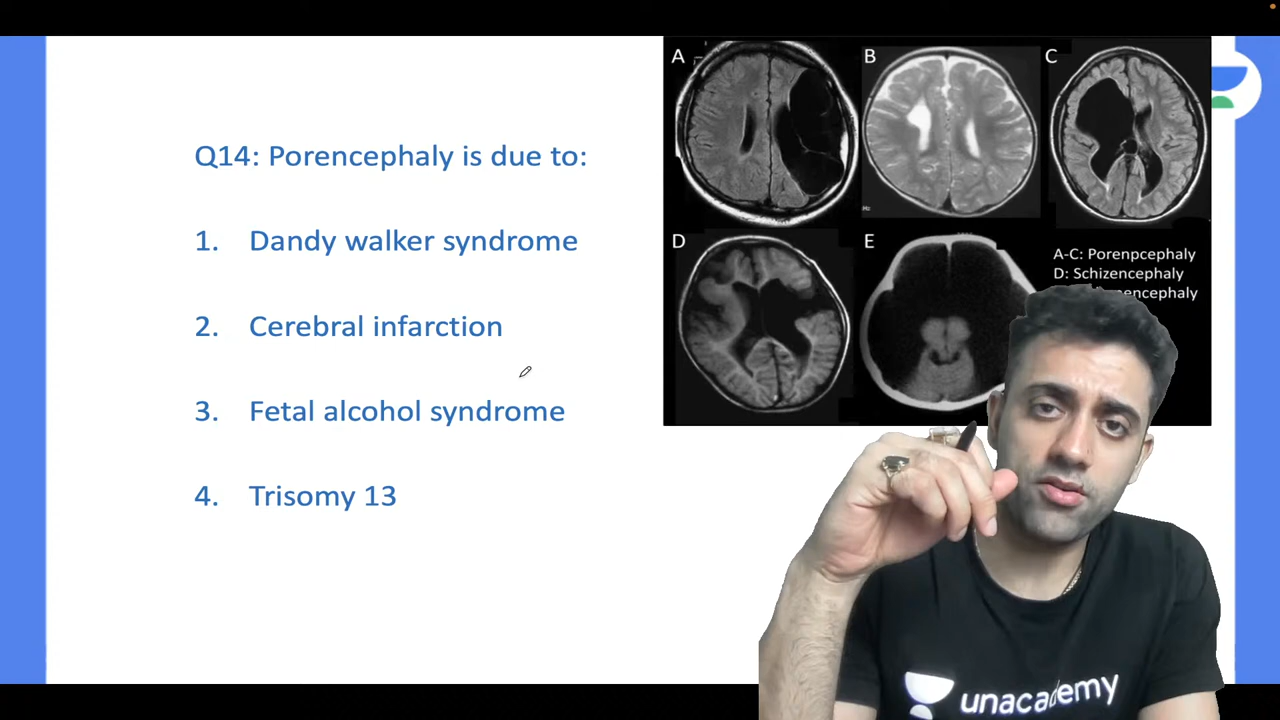 Q14: Porencephaly is due to:
1. Dandy walker syndrome
2. Cerebral infarction
3. Fetal alcohol syndrome
4. Trisomy 13
A
B
C
D
E
A-C: Porenpcephaly
D: Schizencephaly
unacademy